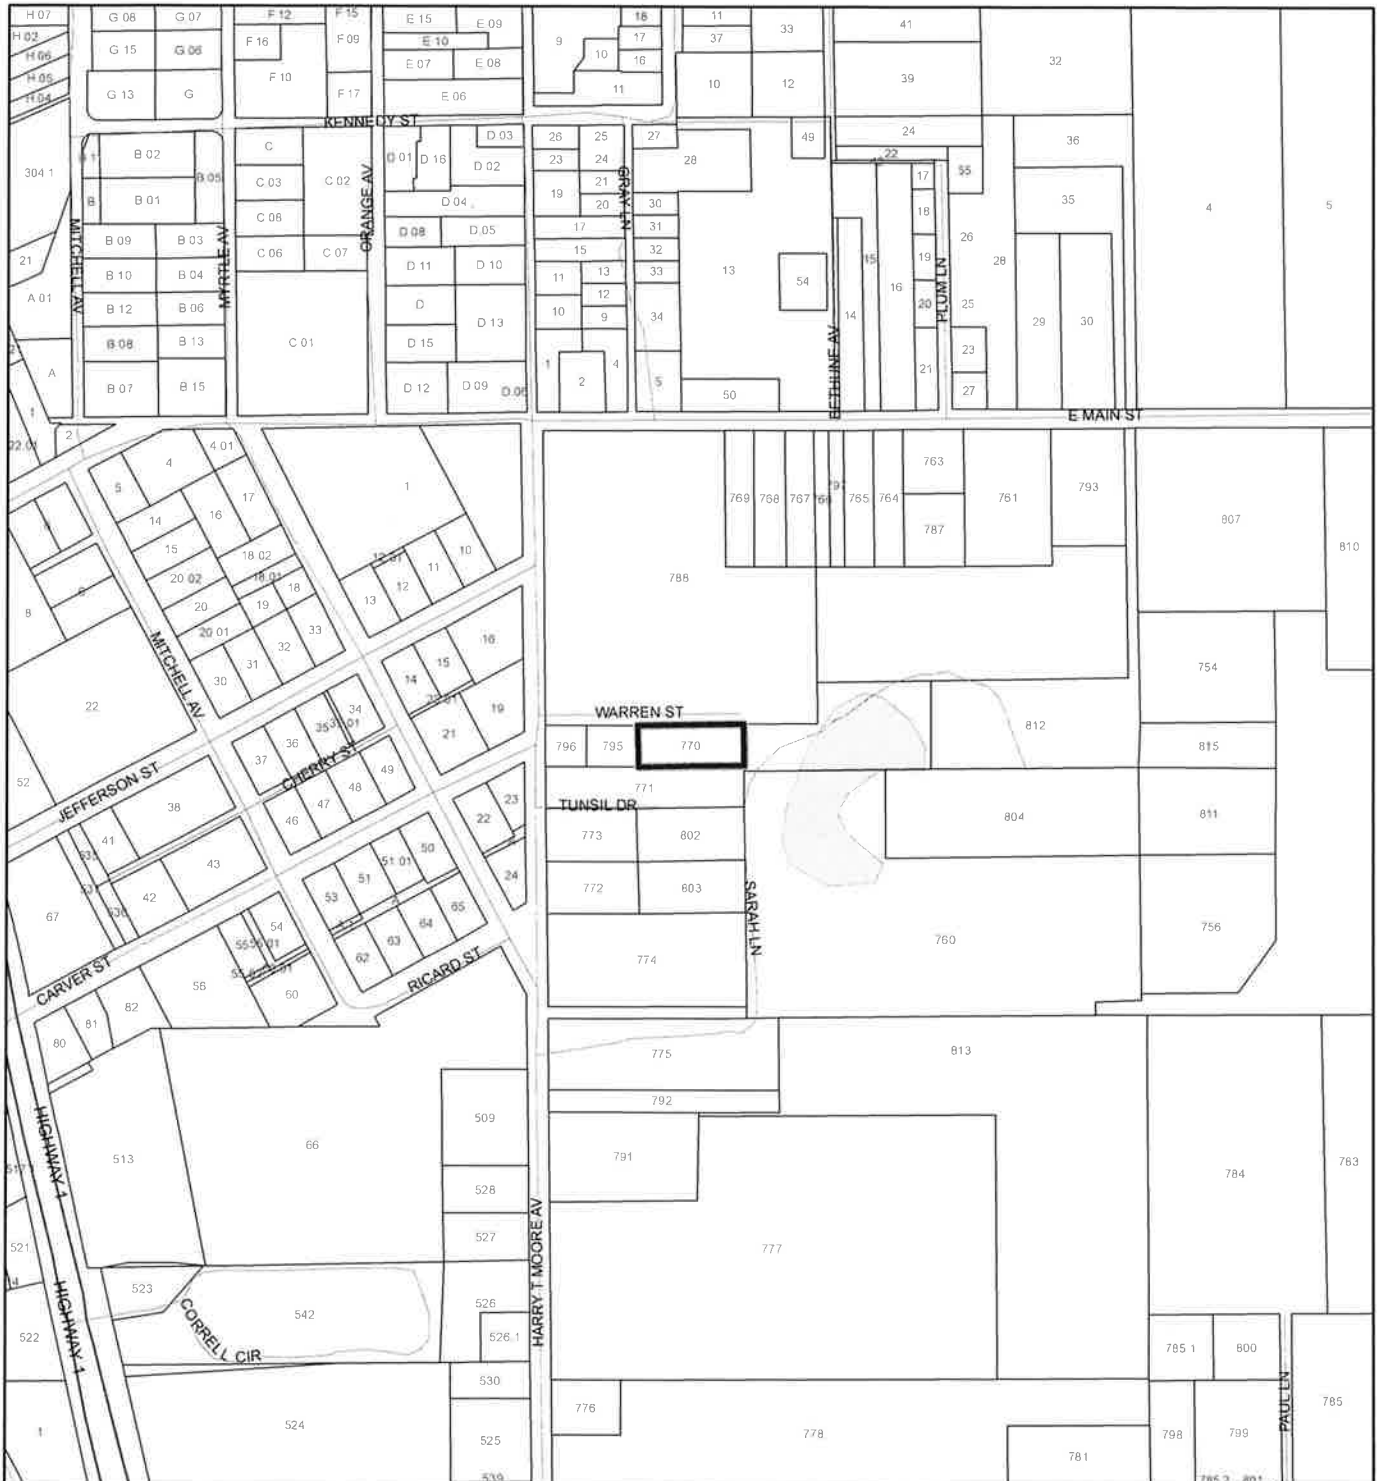 H 07
G 08
G 07
F 12
F 15
E 15
E 09
18
11
33
41
H 06
G 15
G 06
F 16
F 09
E 10
9
10
17
37
32
H 05
F 10
E 07
E 08
16
10
12
39
H 04
G 13
G
F 17
E 06
11
KENNEDY ST
304 1
B 02
C
D 01
D 16
D 03
26
25
27
28
49
24
36
B 05
C 03
C 02
D 02
23
24
22
55
B
B 01
C 08
D 04
19
21
20
30
17
18
35
4
5
MITCHELL AV
MYRTLE AV
ORANGE AV
GRAY LN
B 09
B 03
C 06
C 07
D 08
D 05
17
31
26
21
B 10
B 04
D 11
D 10
15
32
13
15
16
19
28
A 01
B 12
B 06
D
11
13
33
54
20
25
PLUM LN
B 08
B 13
C 01
D 15
D 13
10
12
9
34
14
29
30
A
B 07
B 15
D 12
D 09
1
2
4
5
50
BETHUNE AV
21
23
27
E MAIN ST
1
2
22 01
4
4 01
1
5
17
14
16
15
18 02
20 02
18 01
18
20
19
20 01
33
32
31
30
8
22
52
12
11
10
13
769
768
767
765
764
763
787
761
793
807
810
788
754
815
812
811
804
MITCHELL AV
16
15
14
19
21
34
35
36
37
WARREN ST
796
795
770
771
TUNSIL DR
773
802
772
803
774
SARAH LN
760
756
JEFFERSON ST
CHERRY ST
38
41
43
42
67
46
47
48
49
22
23
24
50
51 01
51
53
54
65
64
63
62
CARVER ST
RICARD ST
56
60
82
81
80
775
792
813
HIGHWAY 1
513
66
509
528
527
791
777
784
783
HARRY T MOORE AV
521
4
522
523
542
526
526 1
CORRELL CIR
HIGHWAY 1
1
524
530
525
539
776
778
781
785 1
800
PAUL LN
785
798
799
785 2
801